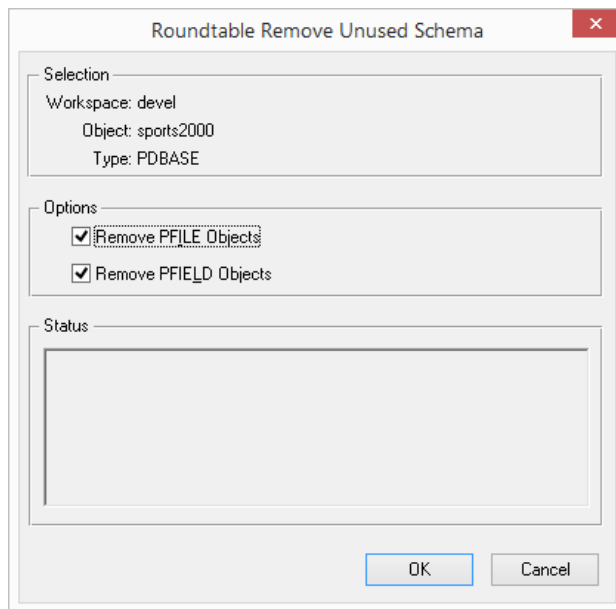 Roundtable Remove Unused Schema
Selection
Workspace: devel
Object: sports2000
Type: PDBASE
Options
Remove PFILE Objects
Remove PFIELD Objects
Status
OK Cancel